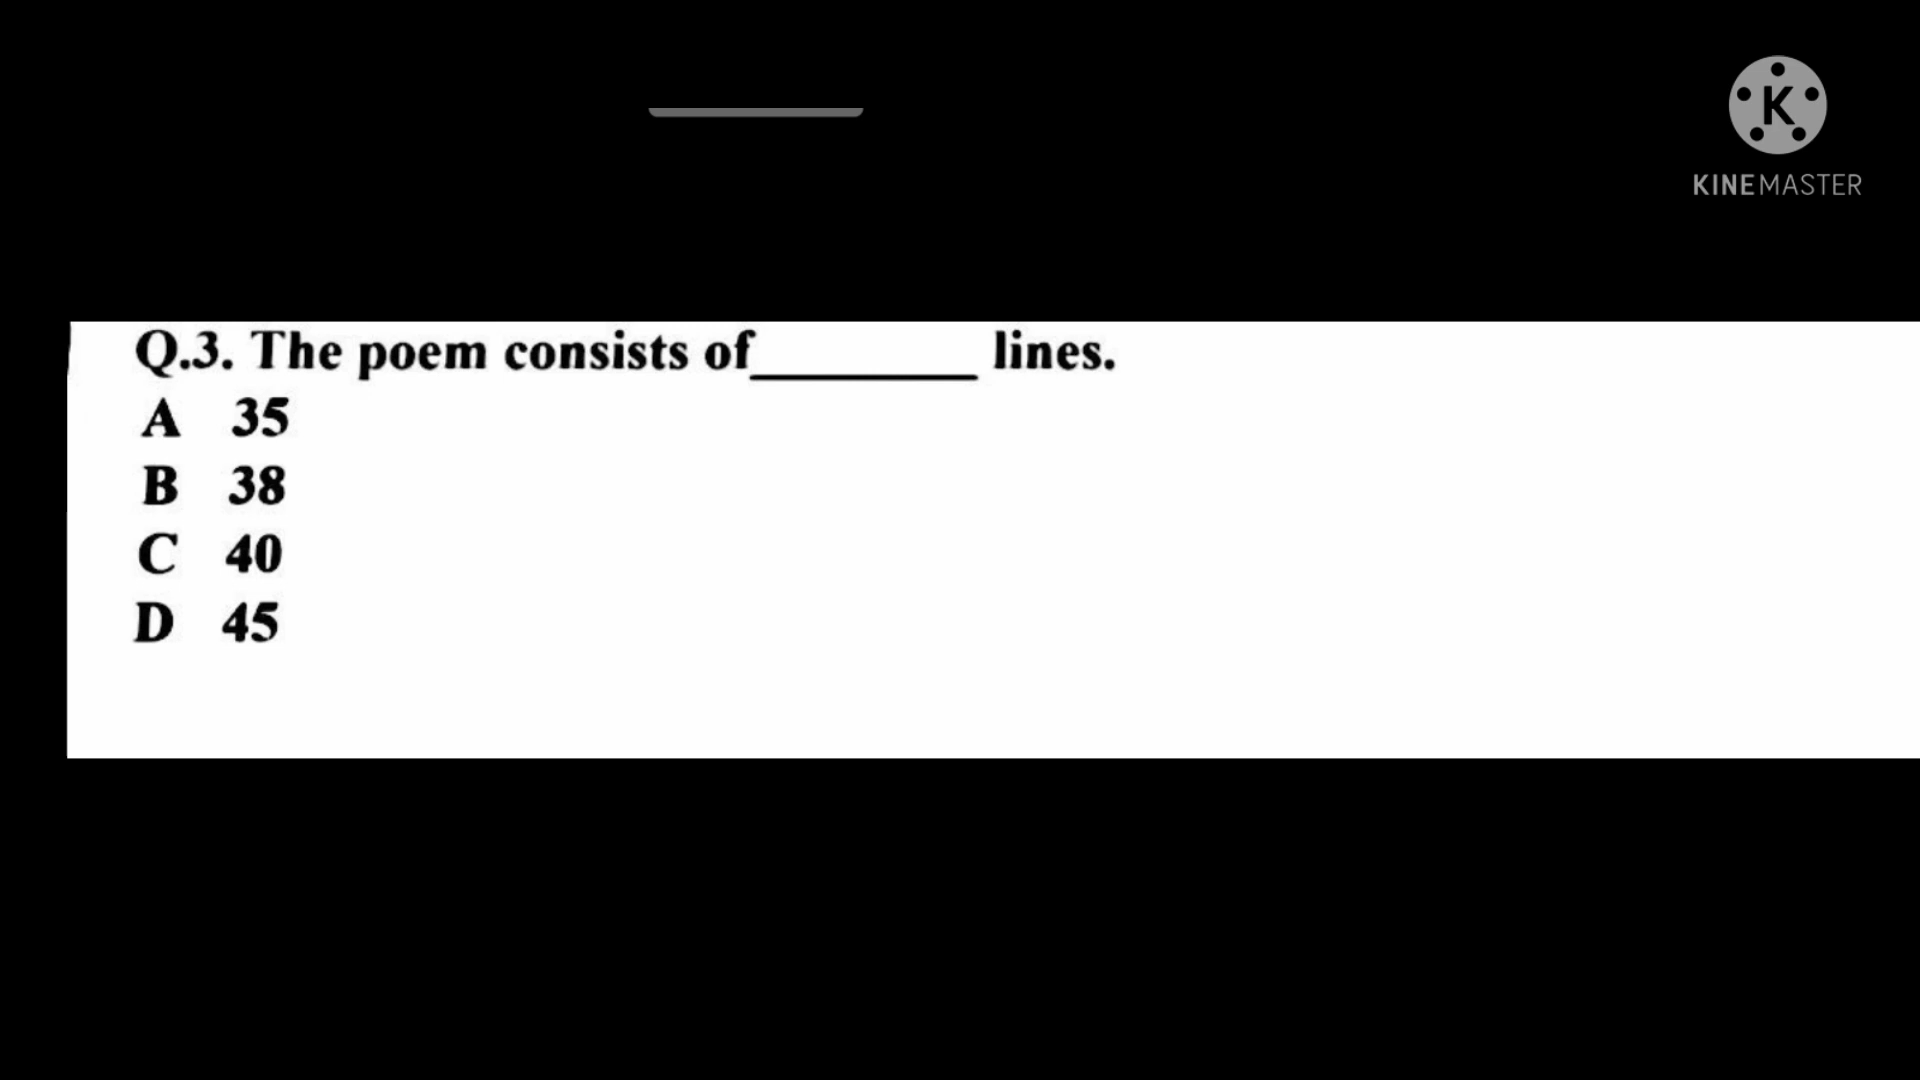 K
KINEMASTER
Q.3. The poem consists of________ lines.
A 35
B 38
C 40
D 45